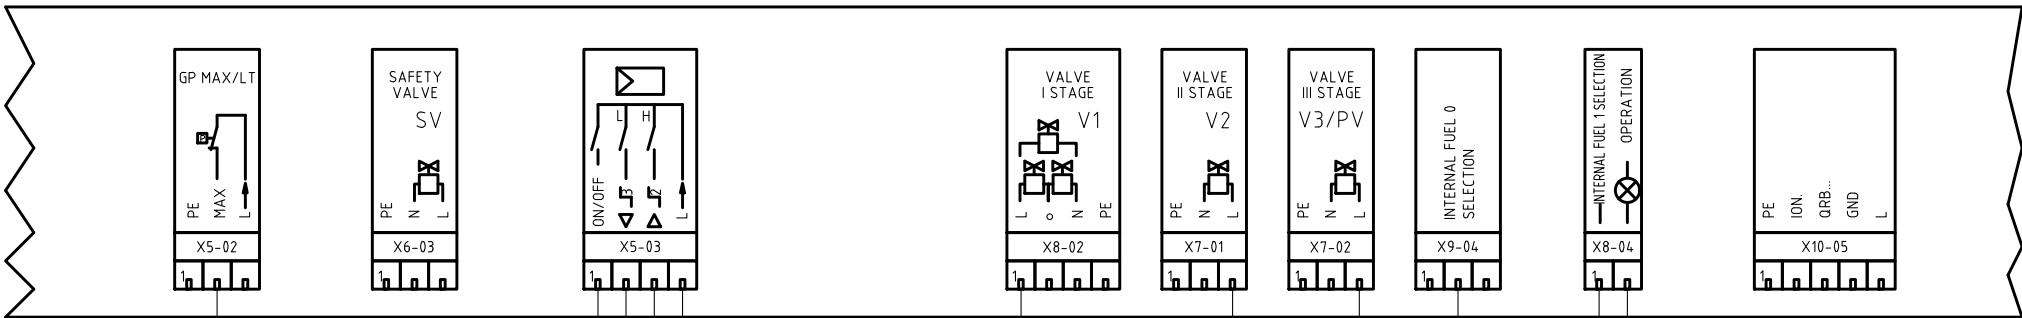 GP MAX/LT
P
PE
MAX
L
X5-02
1
SAFETY
VALVE
SV
PE
N
L
X6-03
1
L
H
ON/OFF
3
2
L
X5-03
1
VALVE
I STAGE
V1
L
N
PE
X8-02
1
VALVE
II STAGE
V2
PE
N
L
X7-01
1
VALVE
III STAGE
V3/PV
PE
N
L
X7-02
1
INTERNAL FUEL 0
SELECTION
X9-04
1
INTERNAL FUEL 1 SELECTION
OPERATION
X8-04
1
PE
ION.
QRB...
GND
L
X10-05
1